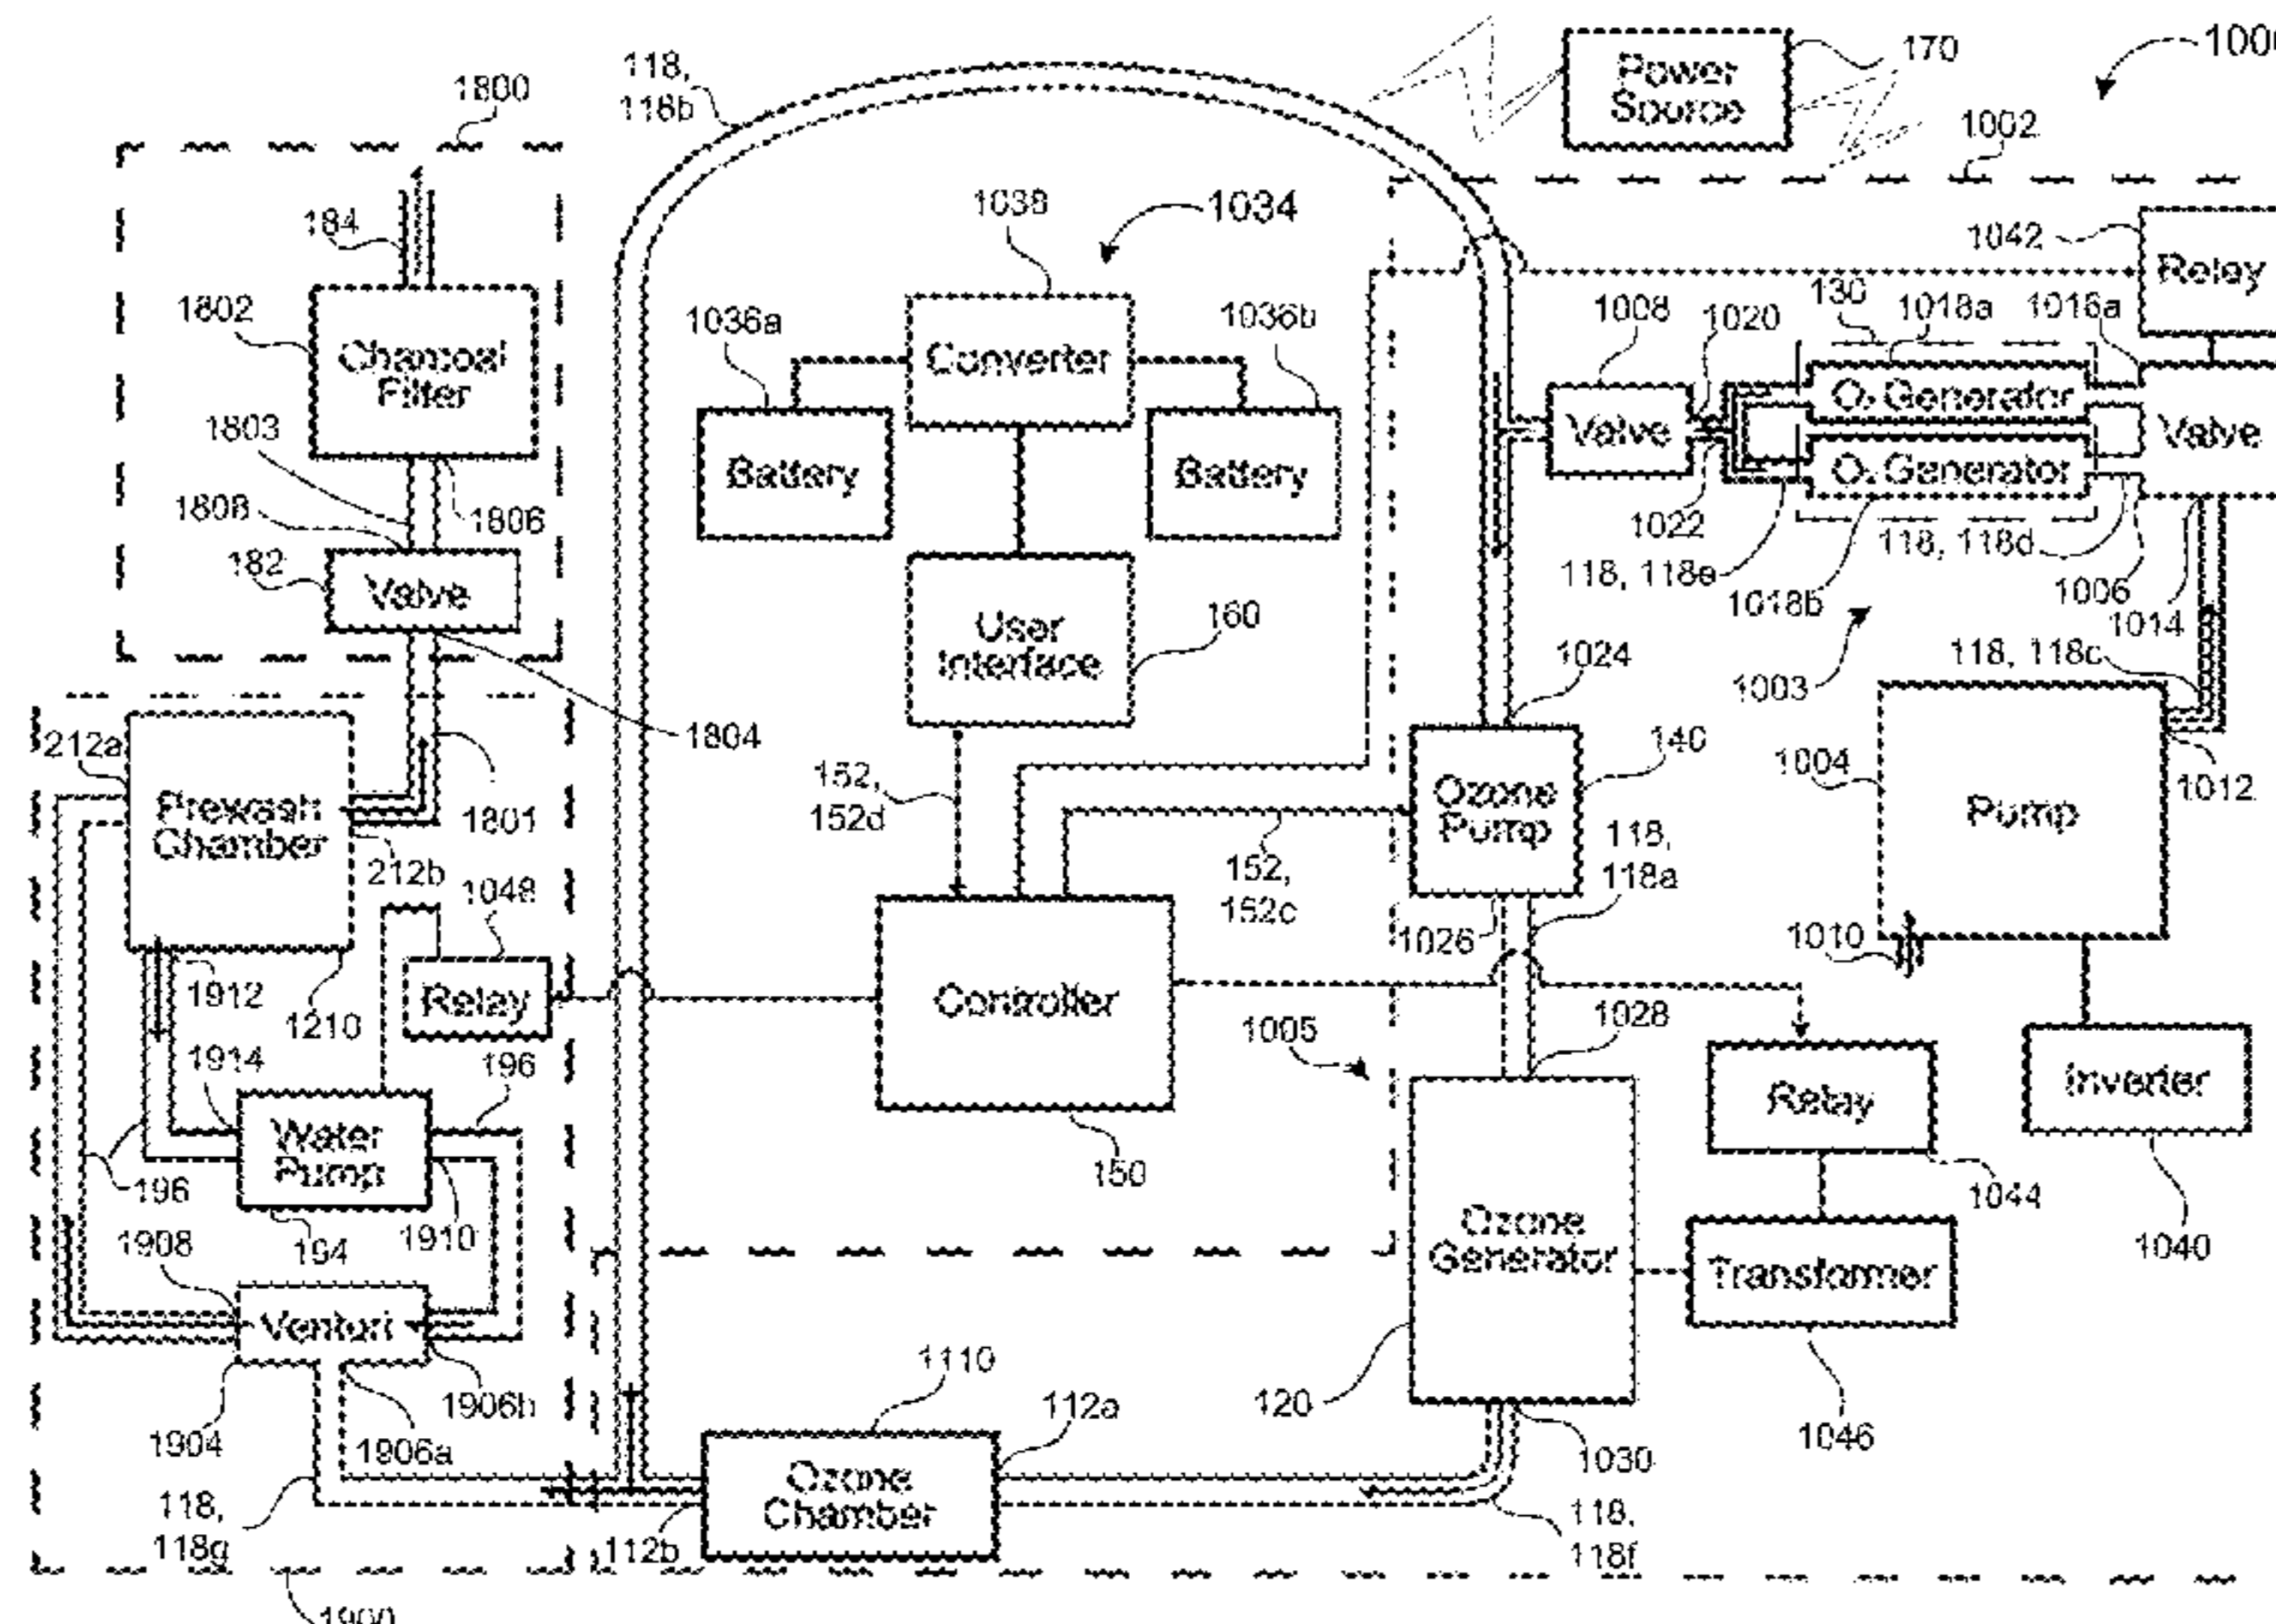 118,
118b
Power
Source
170
1800
1002
184
1038
1034
1042
Relay
1802
1036a
1036b
1008
1020
130
1018a
1016a
Charcoal
Filter
Converter
Valve
O₂ Generator
Valve
1803
Battery
Battery
O₂ Generator
1808
1806
1022
118, 118d
182
Valve
118, 118e
1018b
1006
1014
User
Interface
160
1024
1003
118, 118c
212a
1804
140
1004
1012
Prewash
Chamber
1801
152,
152d
Ozone
Pump
Pump
212b
1048
152,
152c
118,
118a
1026
1010
1912
Relay
Controller
1210
1005
1028
1914
196
Relay
Inverter
Water
Pump
150
196
1044
1908
194
1910
Ozone
Generator
Transformer
1040
Venturi
1110
112a
120
1906b
1904
1906a
1030
1046
Ozone
Chamber
118,
118g
112b
118,
118f
1900